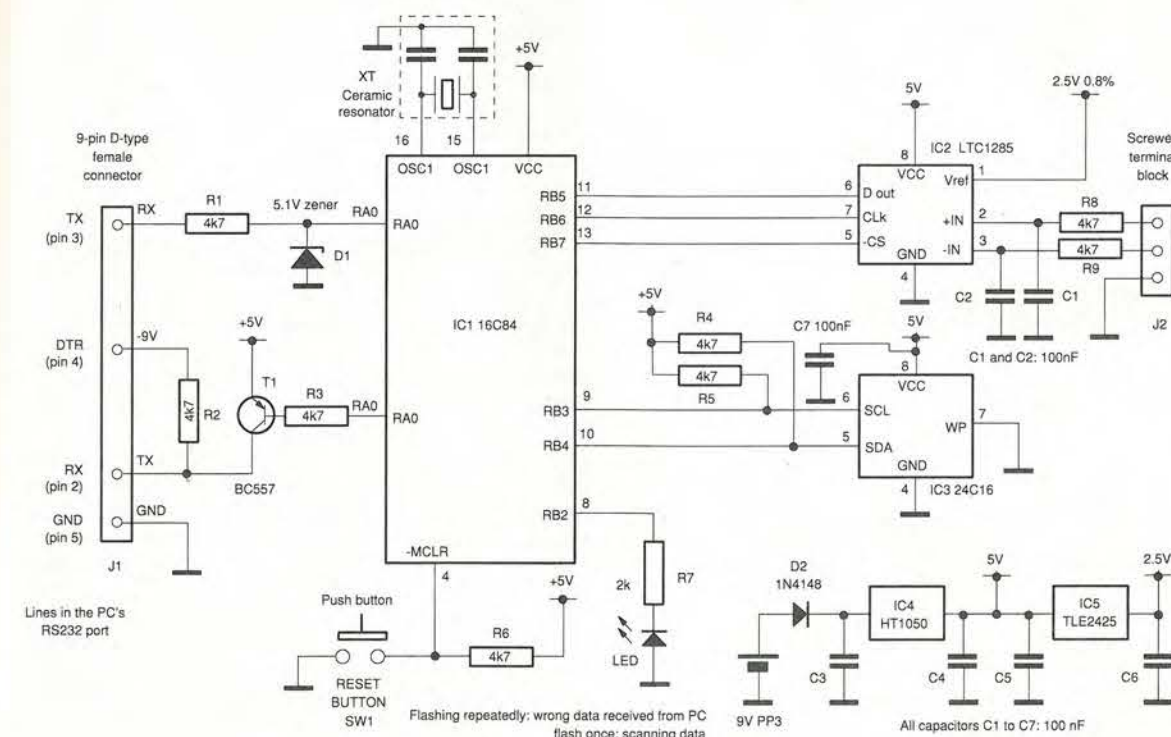 XT
Ceramic
resonator
+5V
16
15
OSC1
OSC1
VCC
9-pin D-type
female
connector
TX
(pin 3)
RX
R1
4k7
5.1V zener
D1
RA0
RA0
DTR
(pin 4)
-9V
+5V
T1
4k7
R2
R3
4k7
RA0
RA0
BC557
RX
(pin 2)
TX
GND
(pin 5)
GND
J1
Lines in the PC's
RS232 port
IC1 16C84
RB5
11
RB6
12
RB7
13
RB3
9
RB4
10
RB2
8
-MCLR
4
Push button
RESET
BUTTON
SW1
R6
4k7
+5V
2k
R7
LED
Flashing repeatedly: wrong data received from PC
flash once: scanning data
5V
2.5V 0.8%
IC2 LTC1285
8
VCC
Vref
1
6
D out
7
CLk
5
-CS
+IN
2
-IN
3
GND
4
R8
4k7
4k7
R9
C2
C1
C1 and C2: 100nF
terminal
block
J2
+5V
R4
4k7
4k7
R5
C7 100nF
5V
8
VCC
6
SCL
5
SDA
WP
7
GND
4
IC3 24C16
D2
1N4148
IC4
HT1050
5V
IC5
TLE2425
2.5V
C3
C4
C5
C6
9V PP3
All capacitors C1 to C7: 100 nF